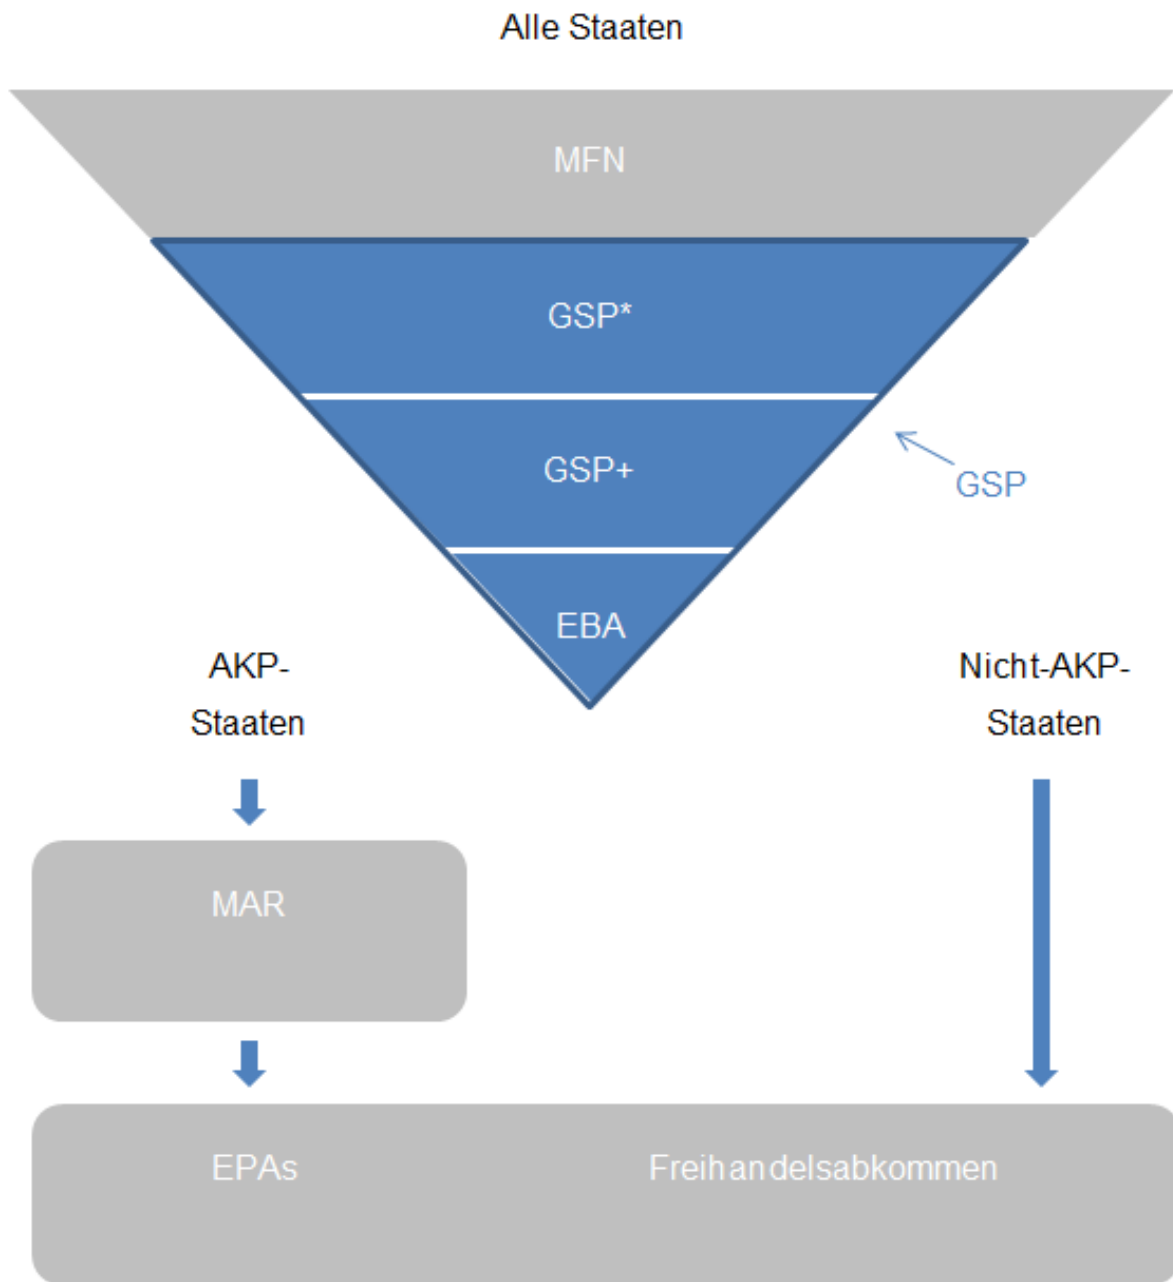 Alle Staaten
MFN
GSP*
GSP+
GSP
EBA
AKP-
Staaten
Nicht-AKP-
Staaten
MAR
EPAs
Freihandelsabkommen